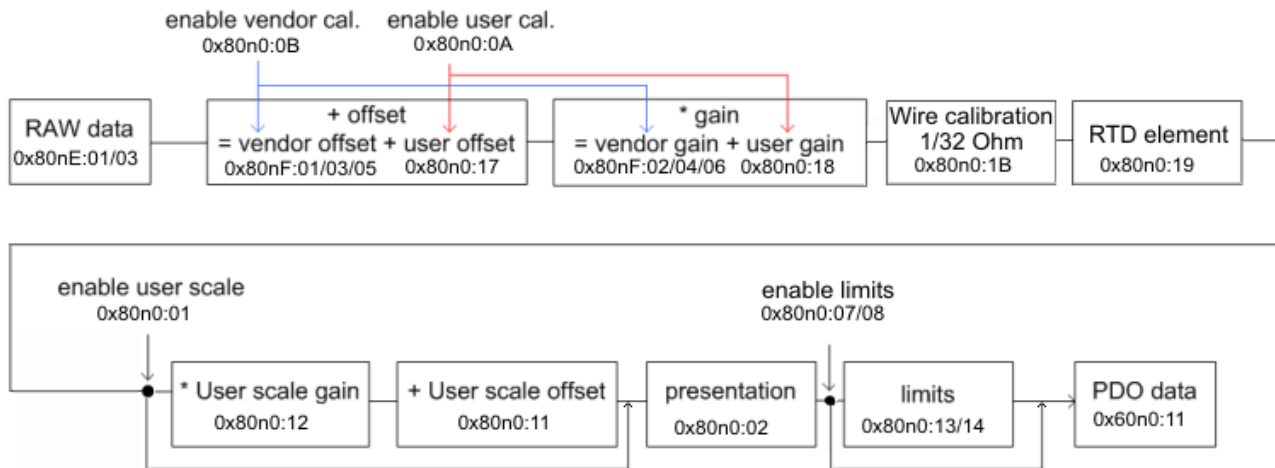 enable vendor cal.
0x80n0:0B
enable user cal.
0x80n0:0A
RAW data
0x80nE:01/03
+ offset
= vendor offset + user offset
0x80nF:01/03/05 0x80n0:17
* gain
= vendor gain + user gain
0x80nF:02/04/06 0x80n0:18
Wire calibration
1/32 Ohm
0x80n0:1B
RTD element
0x80n0:19
enable user scale
0x80n0:01
* User scale gain
0x80n0:12
+ User scale offset
0x80n0:11
presentation
0x80n0:02
enable limits
0x80n0:07/08
limits
0x80n0:13/14
PDO data
0x60n0:11